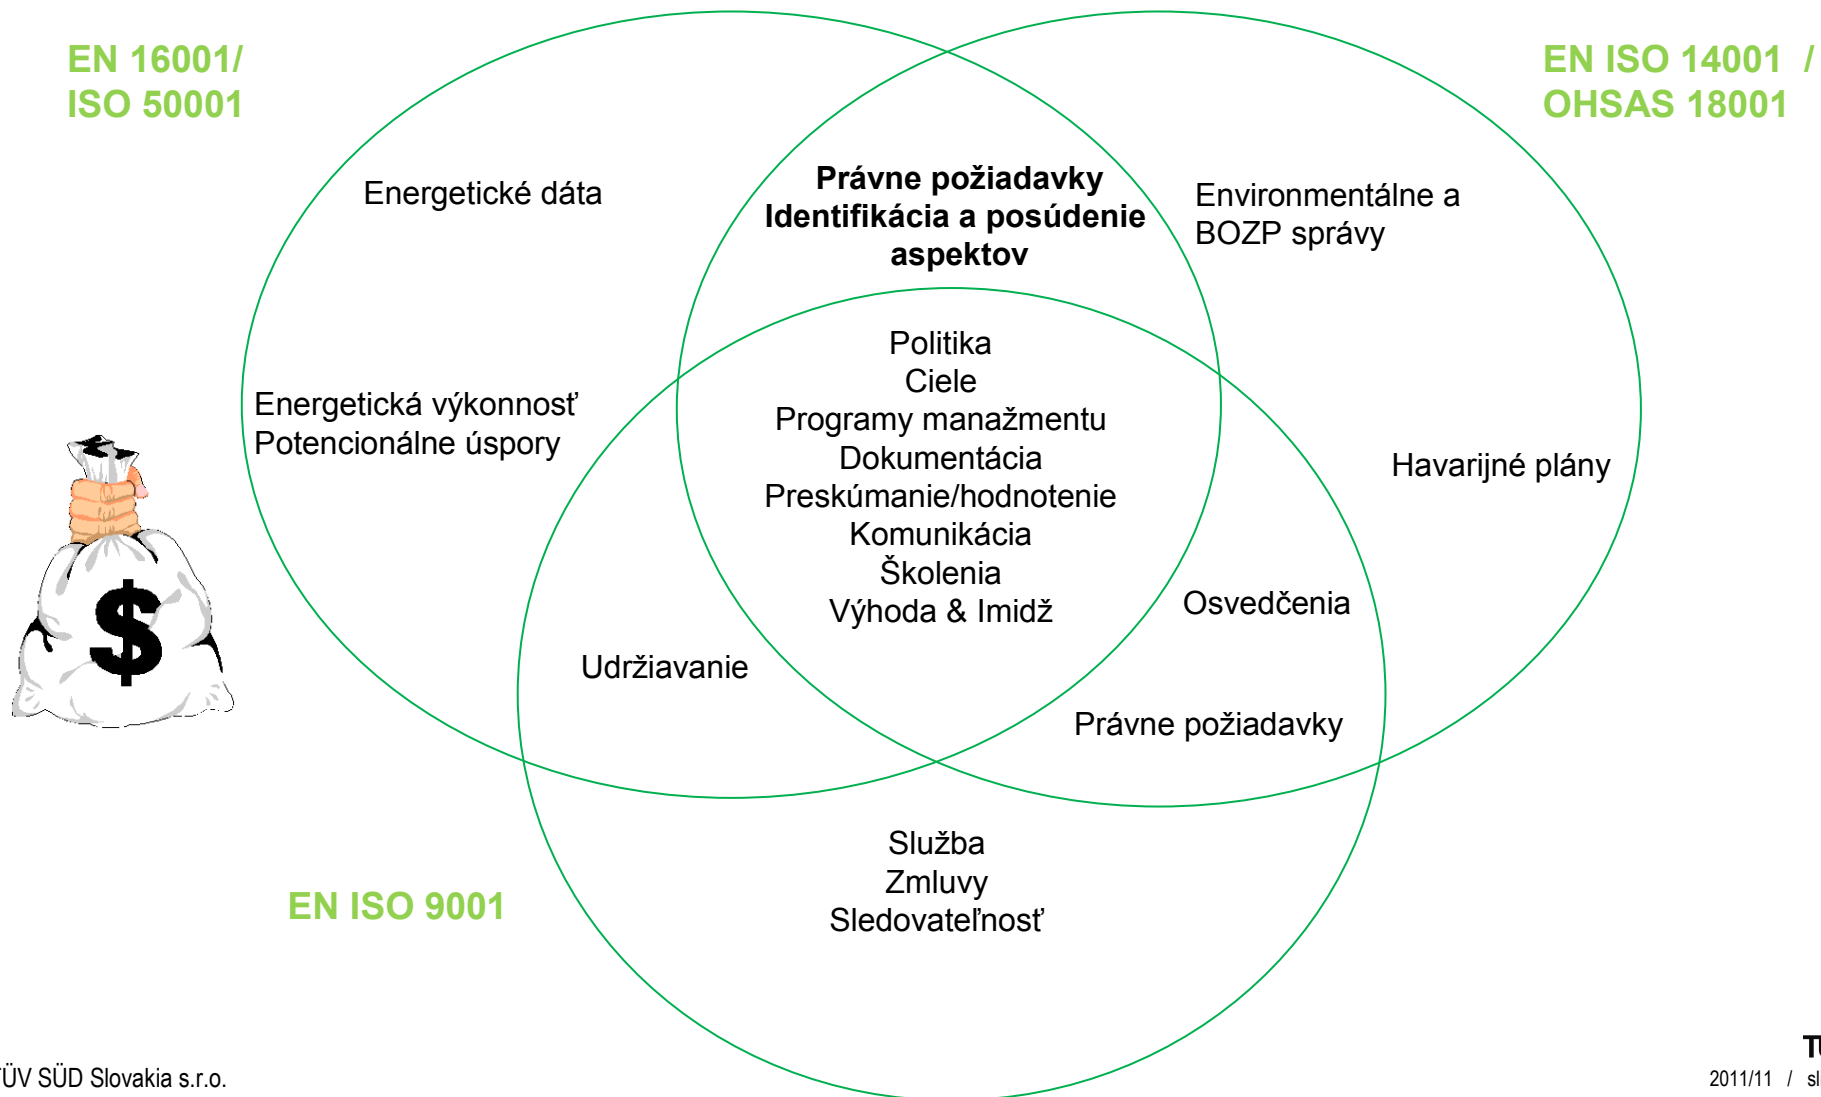 EN 16001/
ISO 50001
EN ISO 14001 /
OHSAS 18001
Energetické dáta
Právne požiadavky
Identifikácia a posúdenie
aspektov
Environmentálne a
BOZP správy
Energetická výkonnosť
Potencionálne úspory
Politika
Ciele
Programy manažmentu
Dokumentácia
Preskúmanie/hodnotenie
Komunikácia
Školenia
Výhoda & Imidž
Havarijné plány
Osvedčenia
Udržiavanie
Právne požiadavky
Služba
Zmluvy
Sledovateľnosť
EN ISO 9001
$
TÜV SÜD Slovakia s.r.o.
2011/11 /